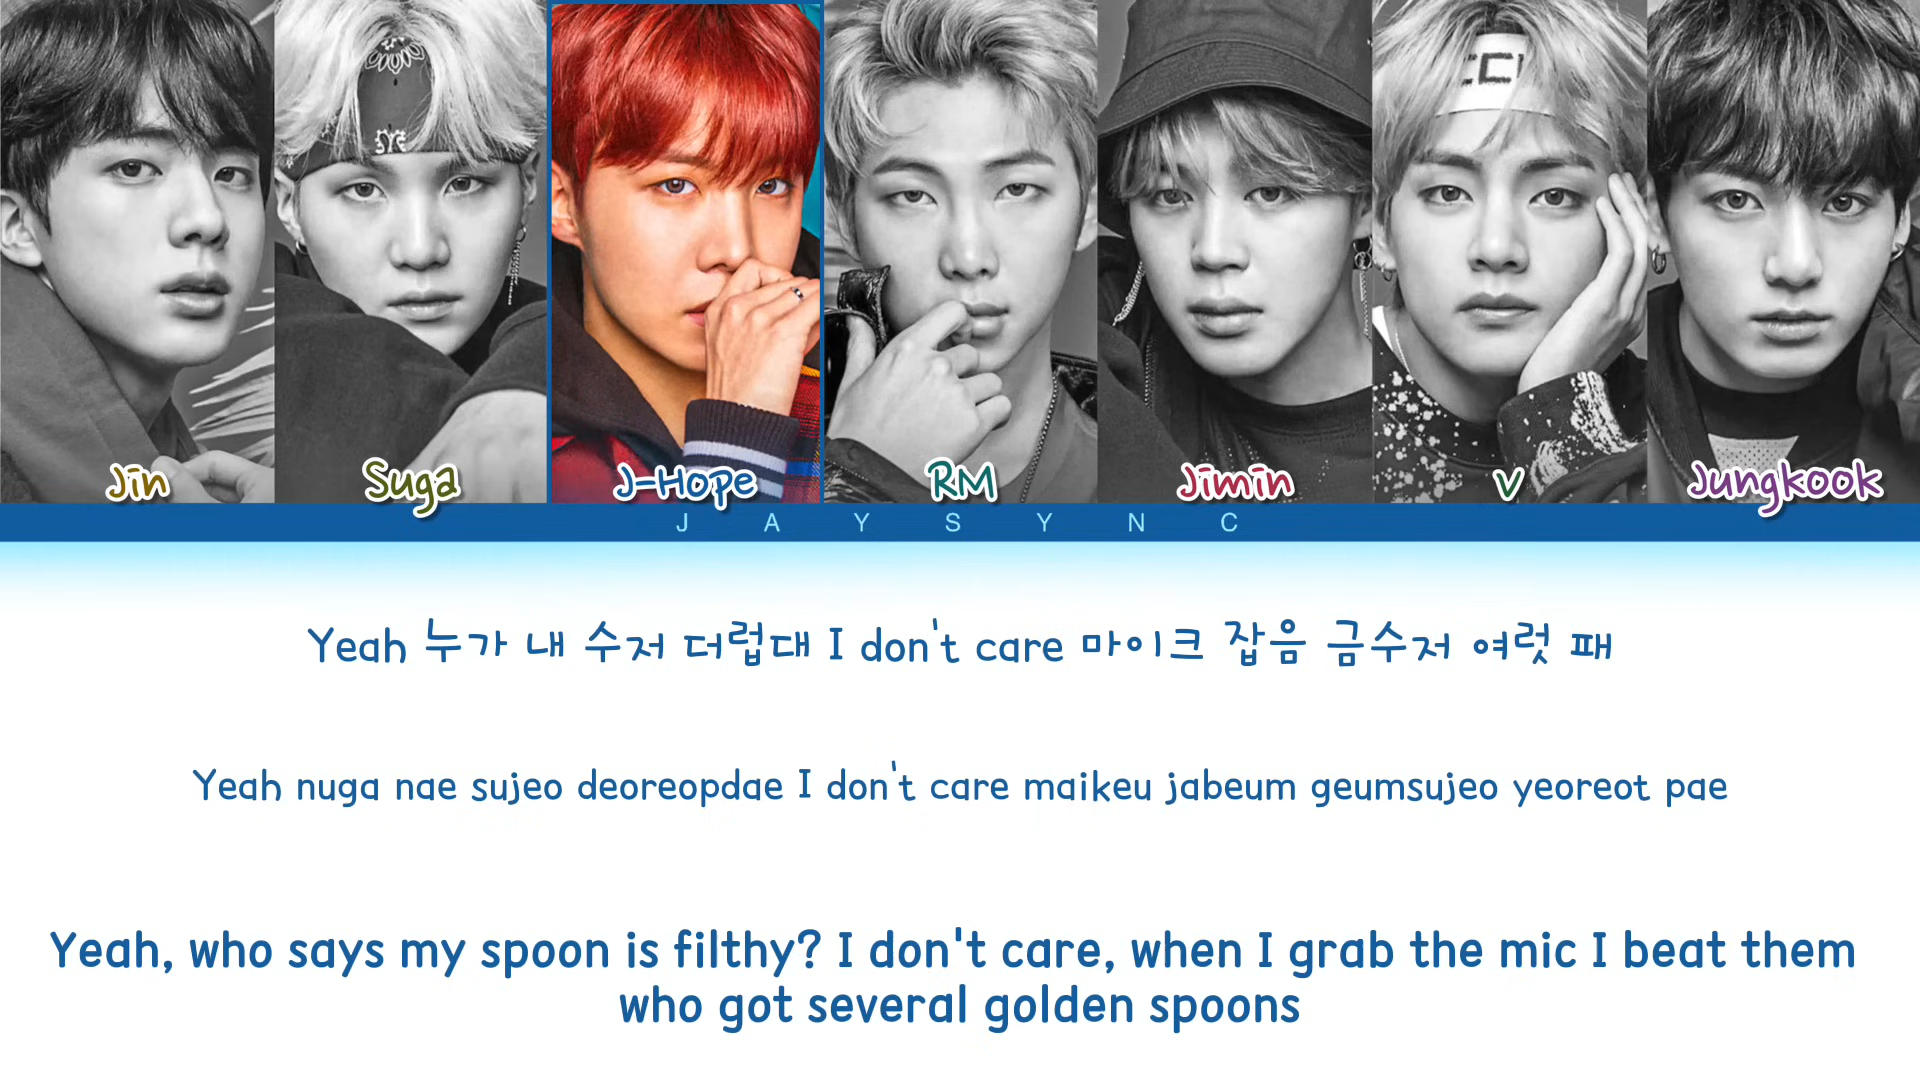 Jin
Suga
J-Hope
RM
Jimin
V
Jungkook
JAYSYNC
Yeah 누가 내 수저 더럽대 I don't care 마이크 잡음 금수저 여럿 패
Yeah nuga nae sujeo deoreopdae I don't care maikeu jabeum geumsujeo yeoreot pae
Yeah, who says my spoon is filthy? I don't care, when I grab the mic I beat them
who got several golden spoons